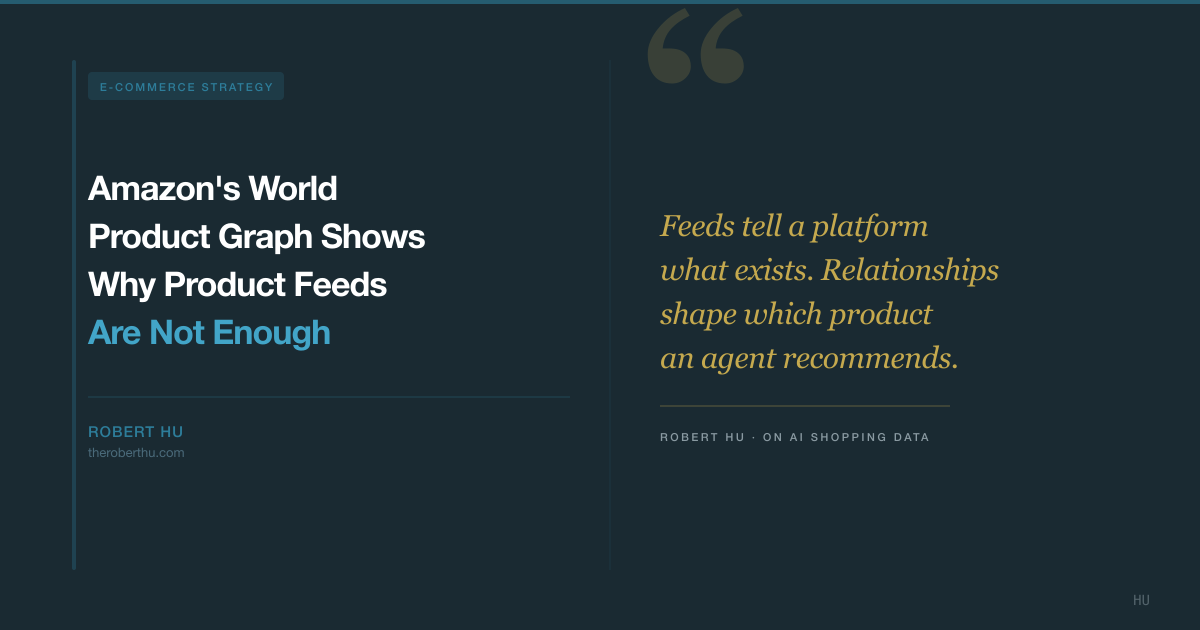 E-COMMERCE STRATEGY
Amazon's World
Product Graph Shows
Why Product Feeds
Are Not Enough
ROBERT HU
theroberthu.com
“
Feeds tell a platform
what exists. Relationships
shape which product
an agent recommends.
ROBERT HU · ON AI SHOPPING DATA
HU